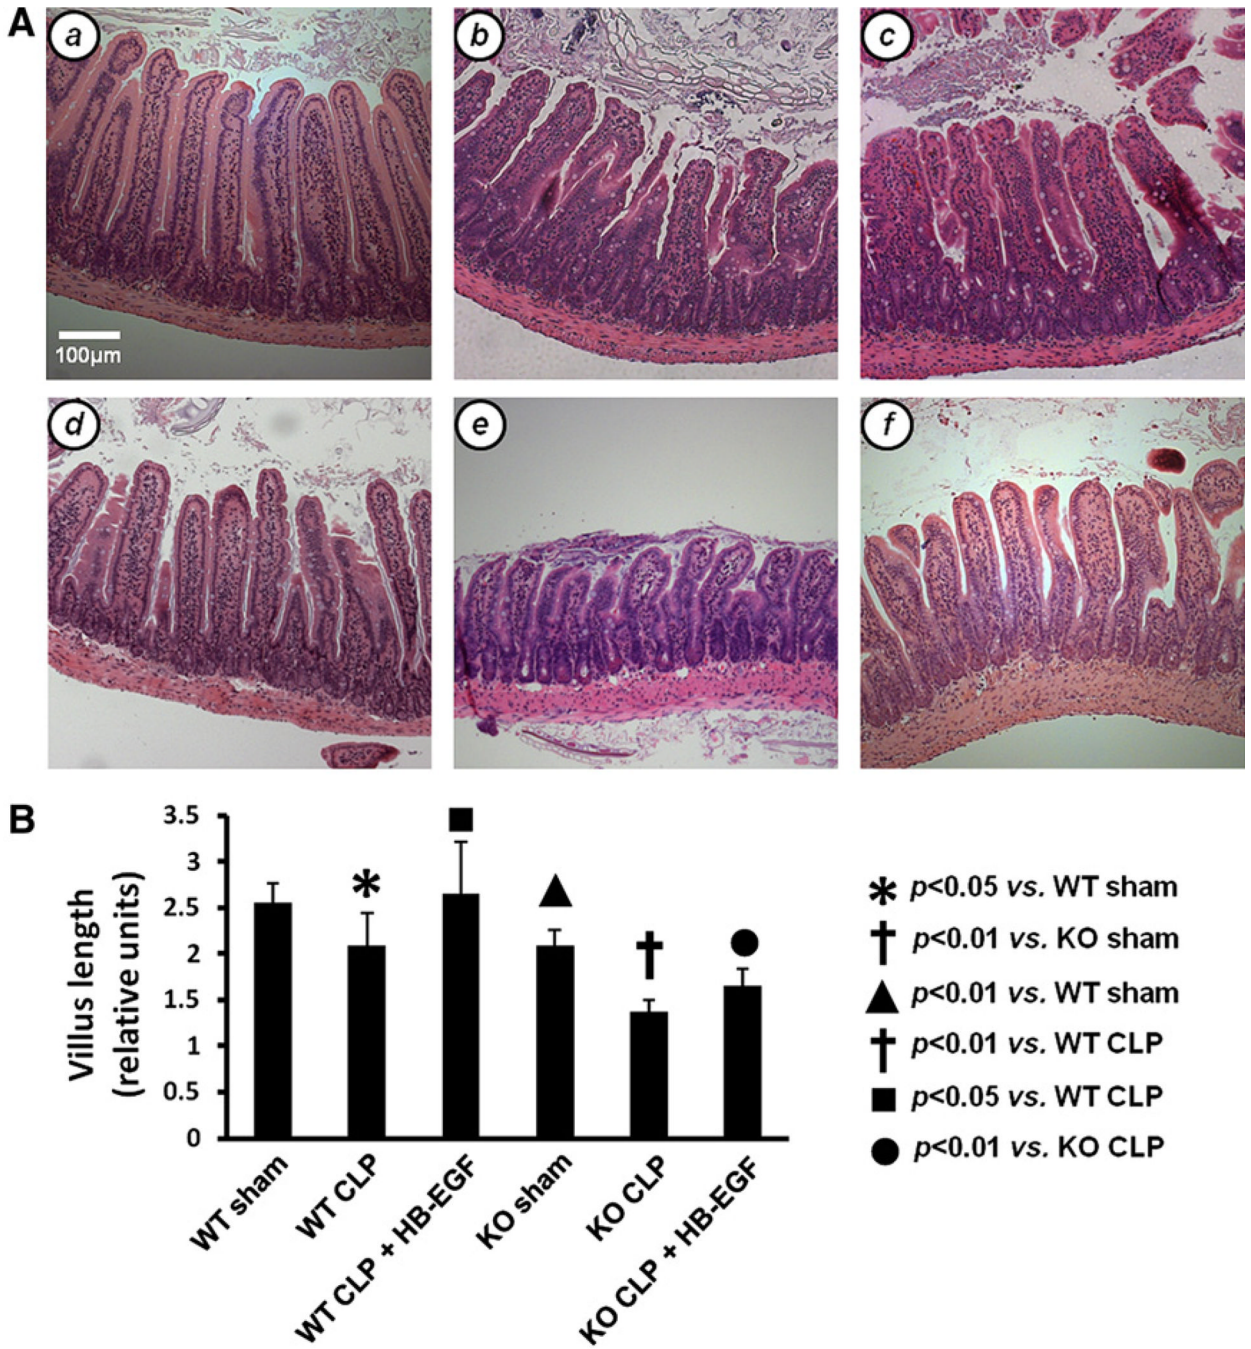 A
a
b
c
100µm
d
e
f
B
Villus length
(relative units)
3.5
3
2.5
2
1.5
1
0.5
0
WT sham
WT CLP
WT CLP + HB-EGF
KO sham
KO CLP
KO CLP + HB-EGF
* p<0.05 vs. WT sham
† p<0.01 vs. KO sham
▲ p<0.01 vs. WT sham
† p<0.01 vs. WT CLP
■ p<0.05 vs. WT CLP
● p<0.01 vs. KO CLP